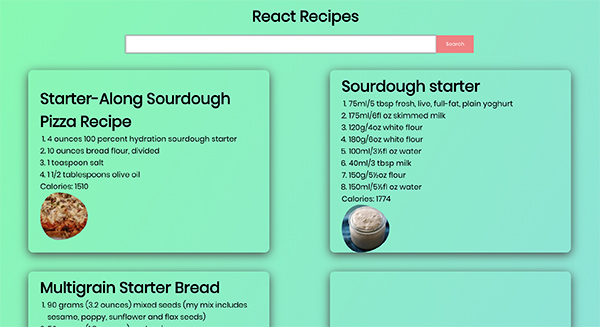 React Recipes
Search
Starter-Along Sourdough
Pizza Recipe
1. 4 ounces 100 percent hydration sourdough starter
2. 10 ounces bread flour, divided
3. 1 teaspoon salt
4. 1 1/2 tablespoons olive oil
Calories: 1510
Sourdough starter
1. 75ml/5 tbsp fresh, live, full-fat, plain yoghurt
2. 175ml/6fl oz skimmed milk
3. 120g/4oz white flour
4. 180g/6oz white flour
5. 100ml/3½fl oz water
6. 40ml/3 tbsp milk
7. 150g/5½oz flour
8. 150ml/5½fl oz water
Calories: 1774
Multigrain Starter Bread
1. 90 grams (3.2 ounces) mixed seeds (my mix includes
sesame, poppy, sunflower and flax seeds)